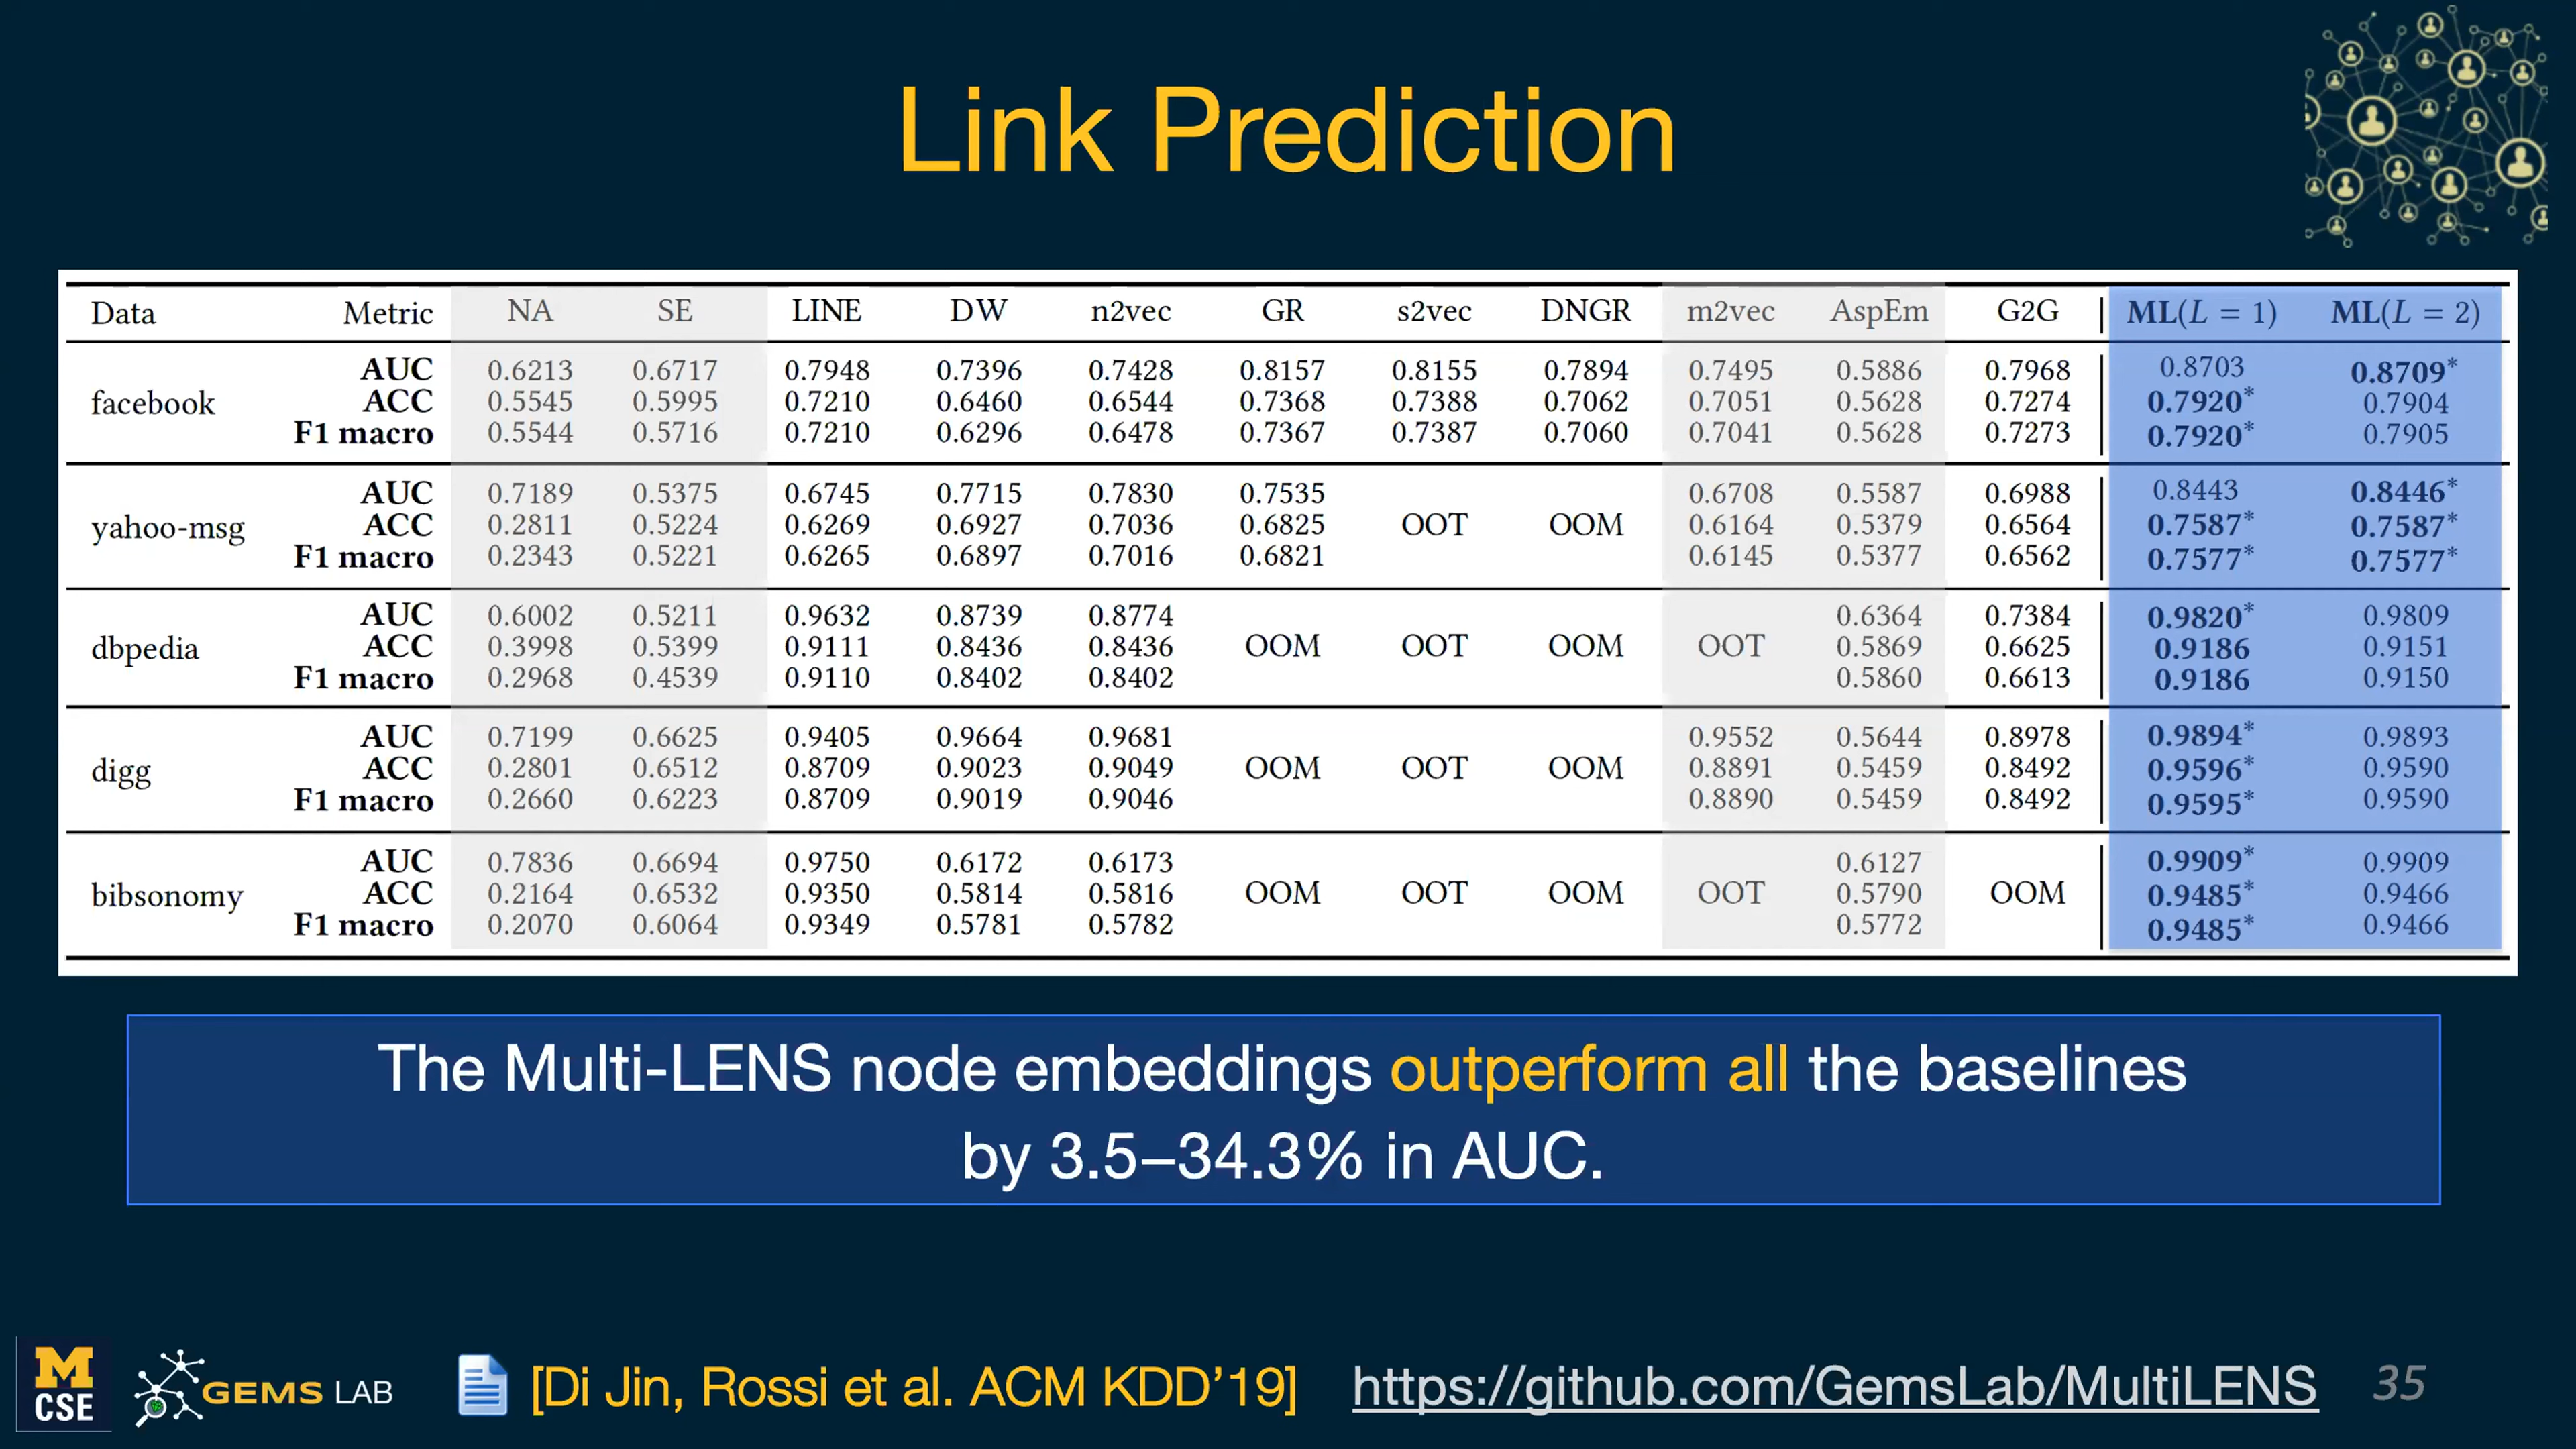 Link Prediction
Data Metric NA SE LINE DW n2vec GR s2vec DNGR m2vec AspEm G2G ML(L = 1) ML(L = 2)
facebook
AUC 0.6213 0.6717 0.7948 0.7396 0.7428 0.8157 0.8155 0.7894 0.7495 0.5886 0.7968 0.8703 0.8709*
ACC 0.5545 0.5995 0.7210 0.6460 0.6544 0.7368 0.7388 0.7062 0.7051 0.5628 0.7274 0.7920* 0.7904
F1 macro 0.5544 0.5716 0.7210 0.6296 0.6478 0.7367 0.7387 0.7060 0.7041 0.5628 0.7273 0.7920* 0.7905
yahoo-msg
AUC 0.7189 0.5375 0.6745 0.7715 0.7830 0.7535 0.6708 0.5587 0.6988 0.8443 0.8446*
ACC 0.2811 0.5224 0.6269 0.6927 0.7036 0.6825 OOT OOM 0.6164 0.5379 0.6564 0.7587* 0.7587*
F1 macro 0.2343 0.5221 0.6265 0.6897 0.7016 0.6821 0.6145 0.5377 0.6562 0.7577* 0.7577*
dbpedia
AUC 0.6002 0.5211 0.9632 0.8739 0.8774 0.6364 0.7384 0.9820* 0.9809
ACC 0.3998 0.5399 0.9111 0.8436 0.8436 OOM OOT OOM OOT 0.5869 0.6625 0.9186 0.9151
F1 macro 0.2968 0.4539 0.9110 0.8402 0.8402 0.5860 0.6613 0.9186 0.9150
digg
AUC 0.7199 0.6625 0.9405 0.9664 0.9681 0.9552 0.5644 0.8978 0.9894* 0.9893
ACC 0.2801 0.6512 0.8709 0.9023 0.9049 OOM OOT OOM 0.8891 0.5459 0.8492 0.9596* 0.9590
F1 macro 0.2660 0.6223 0.8709 0.9019 0.9046 0.8890 0.5459 0.8492 0.9595* 0.9590
bibsonomy
AUC 0.7836 0.6694 0.9750 0.6172 0.6173 0.6127 0.9909* 0.9909
ACC 0.2164 0.6532 0.9350 0.5814 0.5816 OOM OOT OOM OOT 0.5790 OOM 0.9485* 0.9466
F1 macro 0.2070 0.6064 0.9349 0.5781 0.5782 0.5772 0.9485* 0.9466
The Multi-LENS node embeddings outperform all the baselines
by 3.5–34.3% in AUC.
M
CSE
GEMS LAB
[Di Jin, Rossi et al. ACM KDD’19]
https://github.com/GemsLab/MultiLENS
35